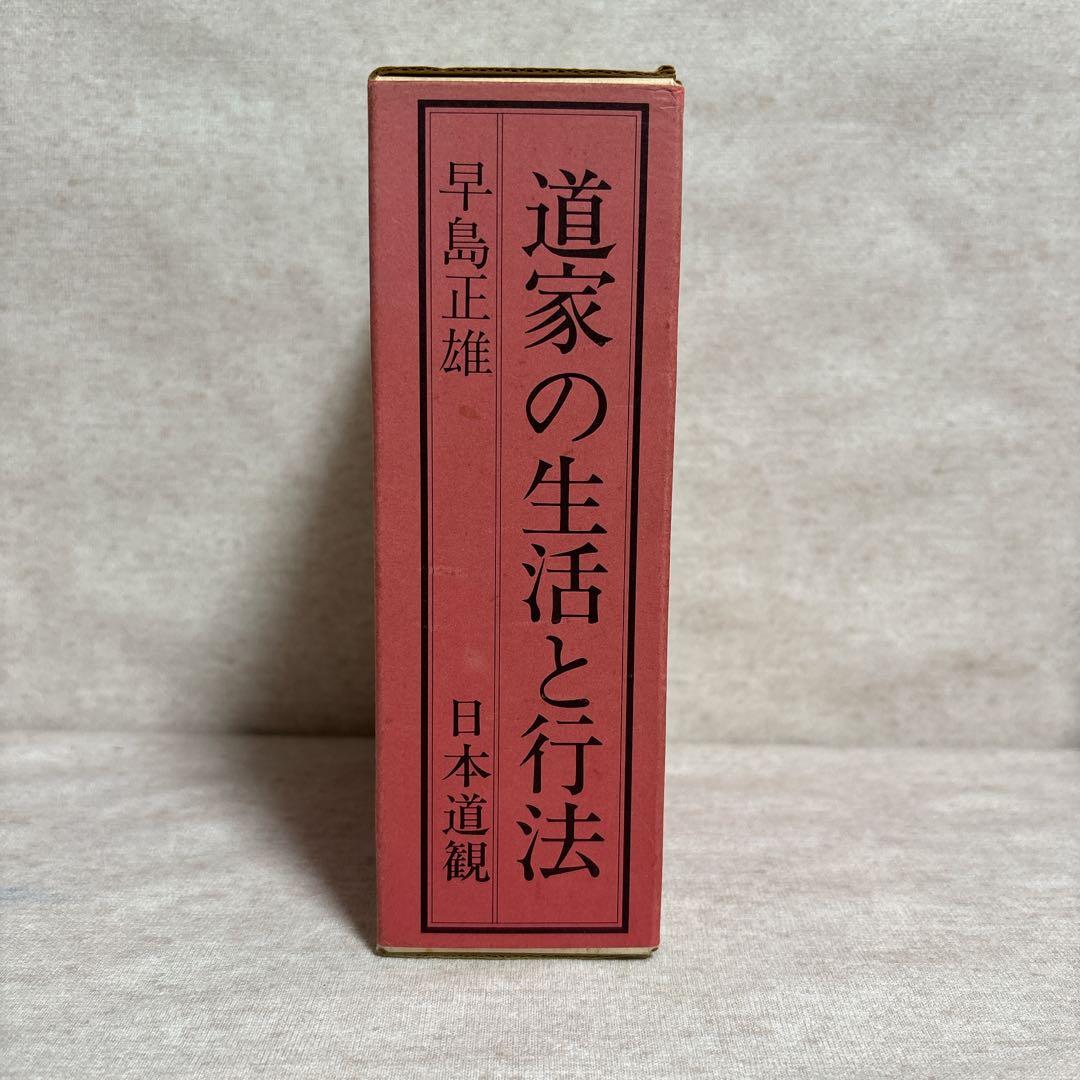 道家の生活と行法
早島正雄
日本道観